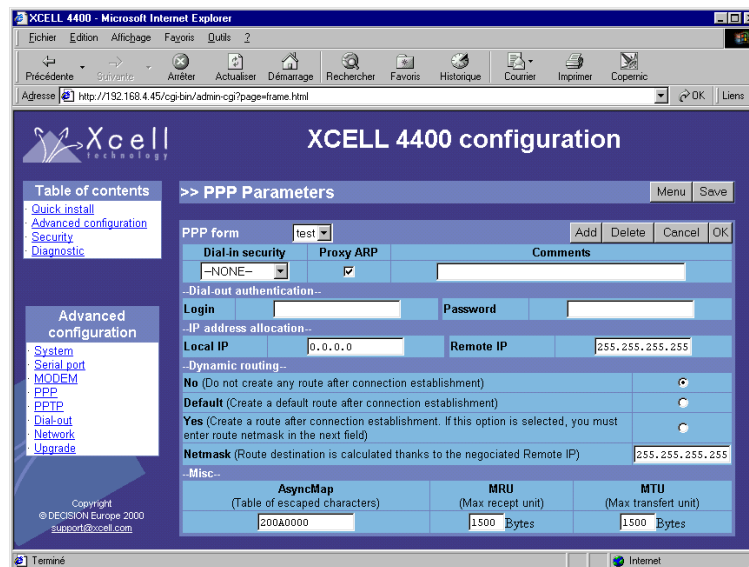 XCELL 4400 - Microsoft Internet Explorer
Fichier Edition Affichage Favoris Outils ?
Précédente Suivante Arrêter Actualiser Démarrage Rechercher Favoris Historique Courrier Imprimer Copernic
Adresse http://192.168.4.45/cgi-bin/admin-cgi?page=frame.html OK Liens
Xcell
technology
XCELL 4400 configuration
Table of contents
· Quick install
· Advanced configuration
· Security
· Diagnostic
Advanced
configuration
· System
· Serial port
· MODEM
· PPP
· PPTP
· Dial-out
· Network
· Upgrade
Copyright
© DECISION Europe 2000
support@xcell.com
>> PPP Parameters Menu Save
PPP form test Add Delete Cancel OK
Dial-in security Proxy ARP Comments
--NONE--
--Dial-out authentication--
Login Password
--IP address allocation--
Local IP 0.0.0.0 Remote IP 255.255.255.255
--Dynamic routing--
No (Do not create any route after connection establishment)
Default (Create a default route after connection establishment)
Yes (Create a route after connection establishment. If this option is selected, you must
enter route netmask in the next field)
Netmask (Route destination is calculated thanks to the negociated Remote IP) 255.255.255.255
--Misc--
AsyncMap MRU MTU
(Table of escaped characters) (Max recept unit) (Max transfert unit)
200A0000 1500 Bytes 1500 Bytes
Terminé Internet